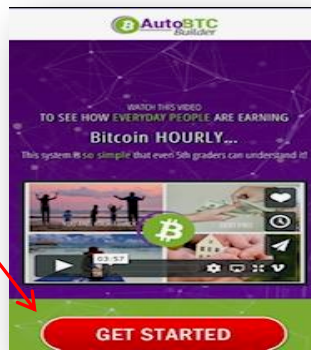 AutoBTC
Builder
WATCH THIS VIDEO
TO SEE HOW EVERYDAY PEOPLE ARE EARNING
Bitcoin HOURLY...
This system is so simple that even 5th graders can understand it!
03:57
GET STARTED